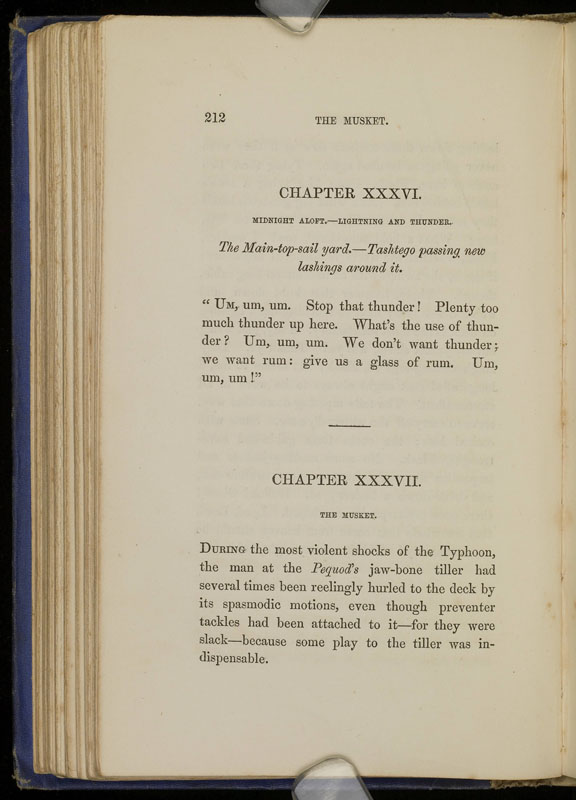 212
THE MUSKET.
CHAPTER XXXVI.
MIDNIGHT ALOFT.—LIGHTNING AND THUNDER.
The Main-top-sail yard.—Tashtego passing new
lashings around it.
“ UM, um, um. Stop that thunder! Plenty too
much thunder up here. What’s the use of thun-
der? Um, um, um. We don’t want thunder;
we want rum: give us a glass of rum. Um,
um, um!”
CHAPTER XXXVII.
THE MUSKET.
DURING the most violent shocks of the Typhoon,
the man at the Pequod’s jaw-bone tiller had
several times been reelingly hurled to the deck by
its spasmodic motions, even though preventer
tackles had been attached to it—for they were
slack—because some play to the tiller was in-
dispensable.